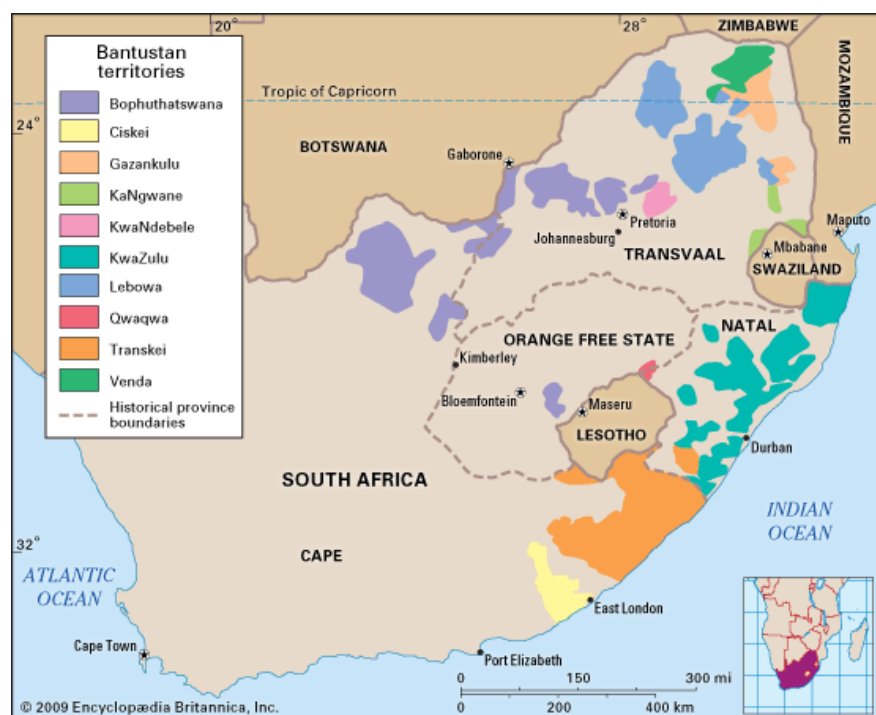 20°
28°
ZIMBABWE
MOZAMBIQUE
Bantustan
territories
Bophuthatswana
Ciskei
Gazankulu
KaNgwane
KwaNdebele
KwaZulu
Lebowa
Qwaqwa
Transkei
Venda
Historical province
boundaries
Tropic of Capricorn
24°
BOTSWANA
Gaborone
Pretoria
Johannesburg
Maputo
TRANSVAAL
Mbabane
SWAZILAND
ORANGE FREE STATE
NATAL
Kimberley
Bloemfontein
Maseru
LESOTHO
Durban
SOUTH AFRICA
INDIAN
OCEAN
32°
CAPE
ATLANTIC
OCEAN
East London
Cape Town
Port Elizabeth
0 150 300 mi
0 200 400 km
© 2009 Encyclopædia Britannica, Inc.